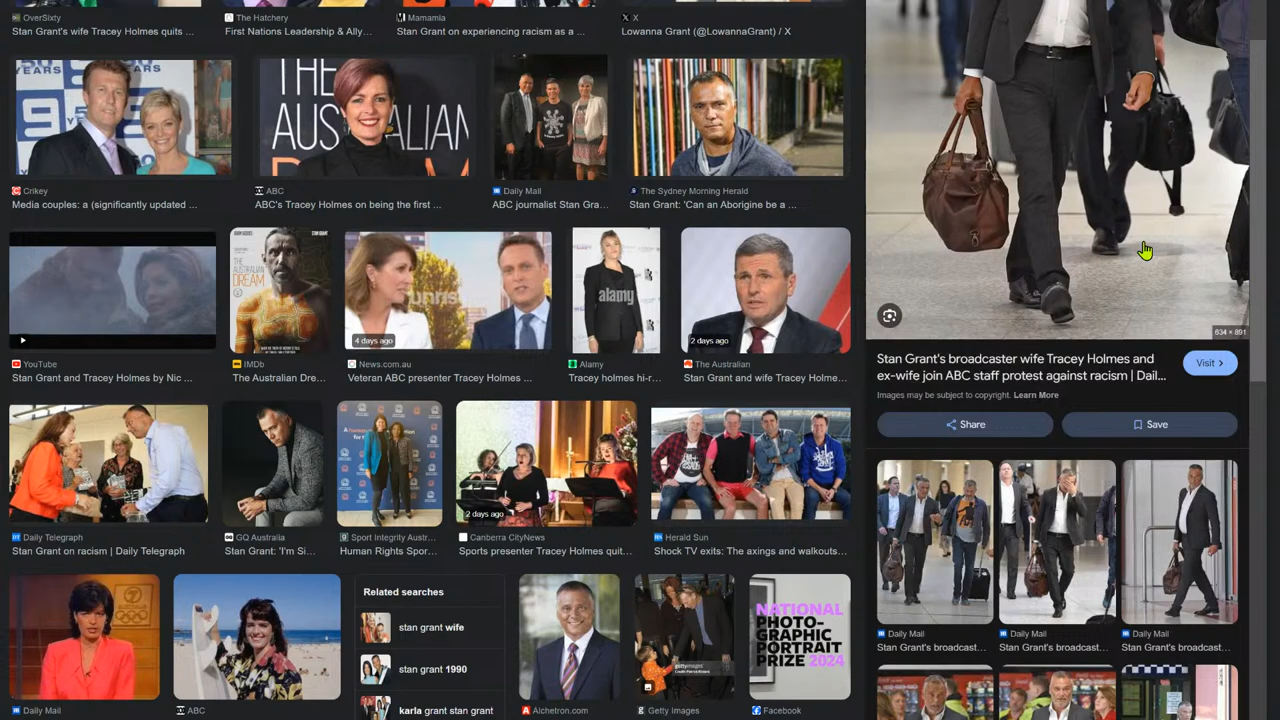 OverSixty
Stan Grant's wife Tracey Holmes quits ...
The Hatchery
First Nations Leadership & Ally...
Mamamia
Stan Grant on experiencing racism as a ...
X
Lowanna Grant (@LowannaGrant) / X
YEARS
THE
AUSTRALIAN
Crikey
Media couples: a (significantly updated ...
ABC
ABC's Tracey Holmes on being the first ...
Daily Mail
ABC journalist Stan Gra...
The Sydney Morning Herald
Stan Grant: 'Can an Aborigine be a ...
THE
AUSTRALIAN
DREAM
alamy
4 days ago
2 days ago
YouTube
Stan Grant and Tracey Holmes by Nic ...
IMDb
The Australian Dre...
News.com.au
Veteran ABC presenter Tracey Holmes ...
Alamy
Tracey holmes hi-r...
The Australian
Stan Grant and wife Tracey Holme...
2 days ago
Daily Telegraph
Stan Grant on racism | Daily Telegraph
GQ Australia
Stan Grant: 'I'm Si...
Sport Integrity Austr...
Human Rights Spor...
Canberra CityNews
Sports presenter Tracey Holmes quit...
Herald Sun
Shock TV exits: The axings and walkouts...
Related searches
stan grant wife
stan grant 1990
karla grant stan grant
gettyimages
NATIONAL
PHOTO-
GRAPHIC
PORTRAIT
PRIZE 2024
Daily Mail
ABC
Alchetron.com
Getty Images
Facebook
634 × 891
Stan Grant's broadcaster wife Tracey Holmes and
ex-wife join ABC staff protest against racism | Dail...
Visit >
Images may be subject to copyright. Learn More
Share
Save
Daily Mail
Stan Grant's broadcast...
Daily Mail
Stan Grant's broadcast...
Daily Mail
Stan Grant's broadcast...